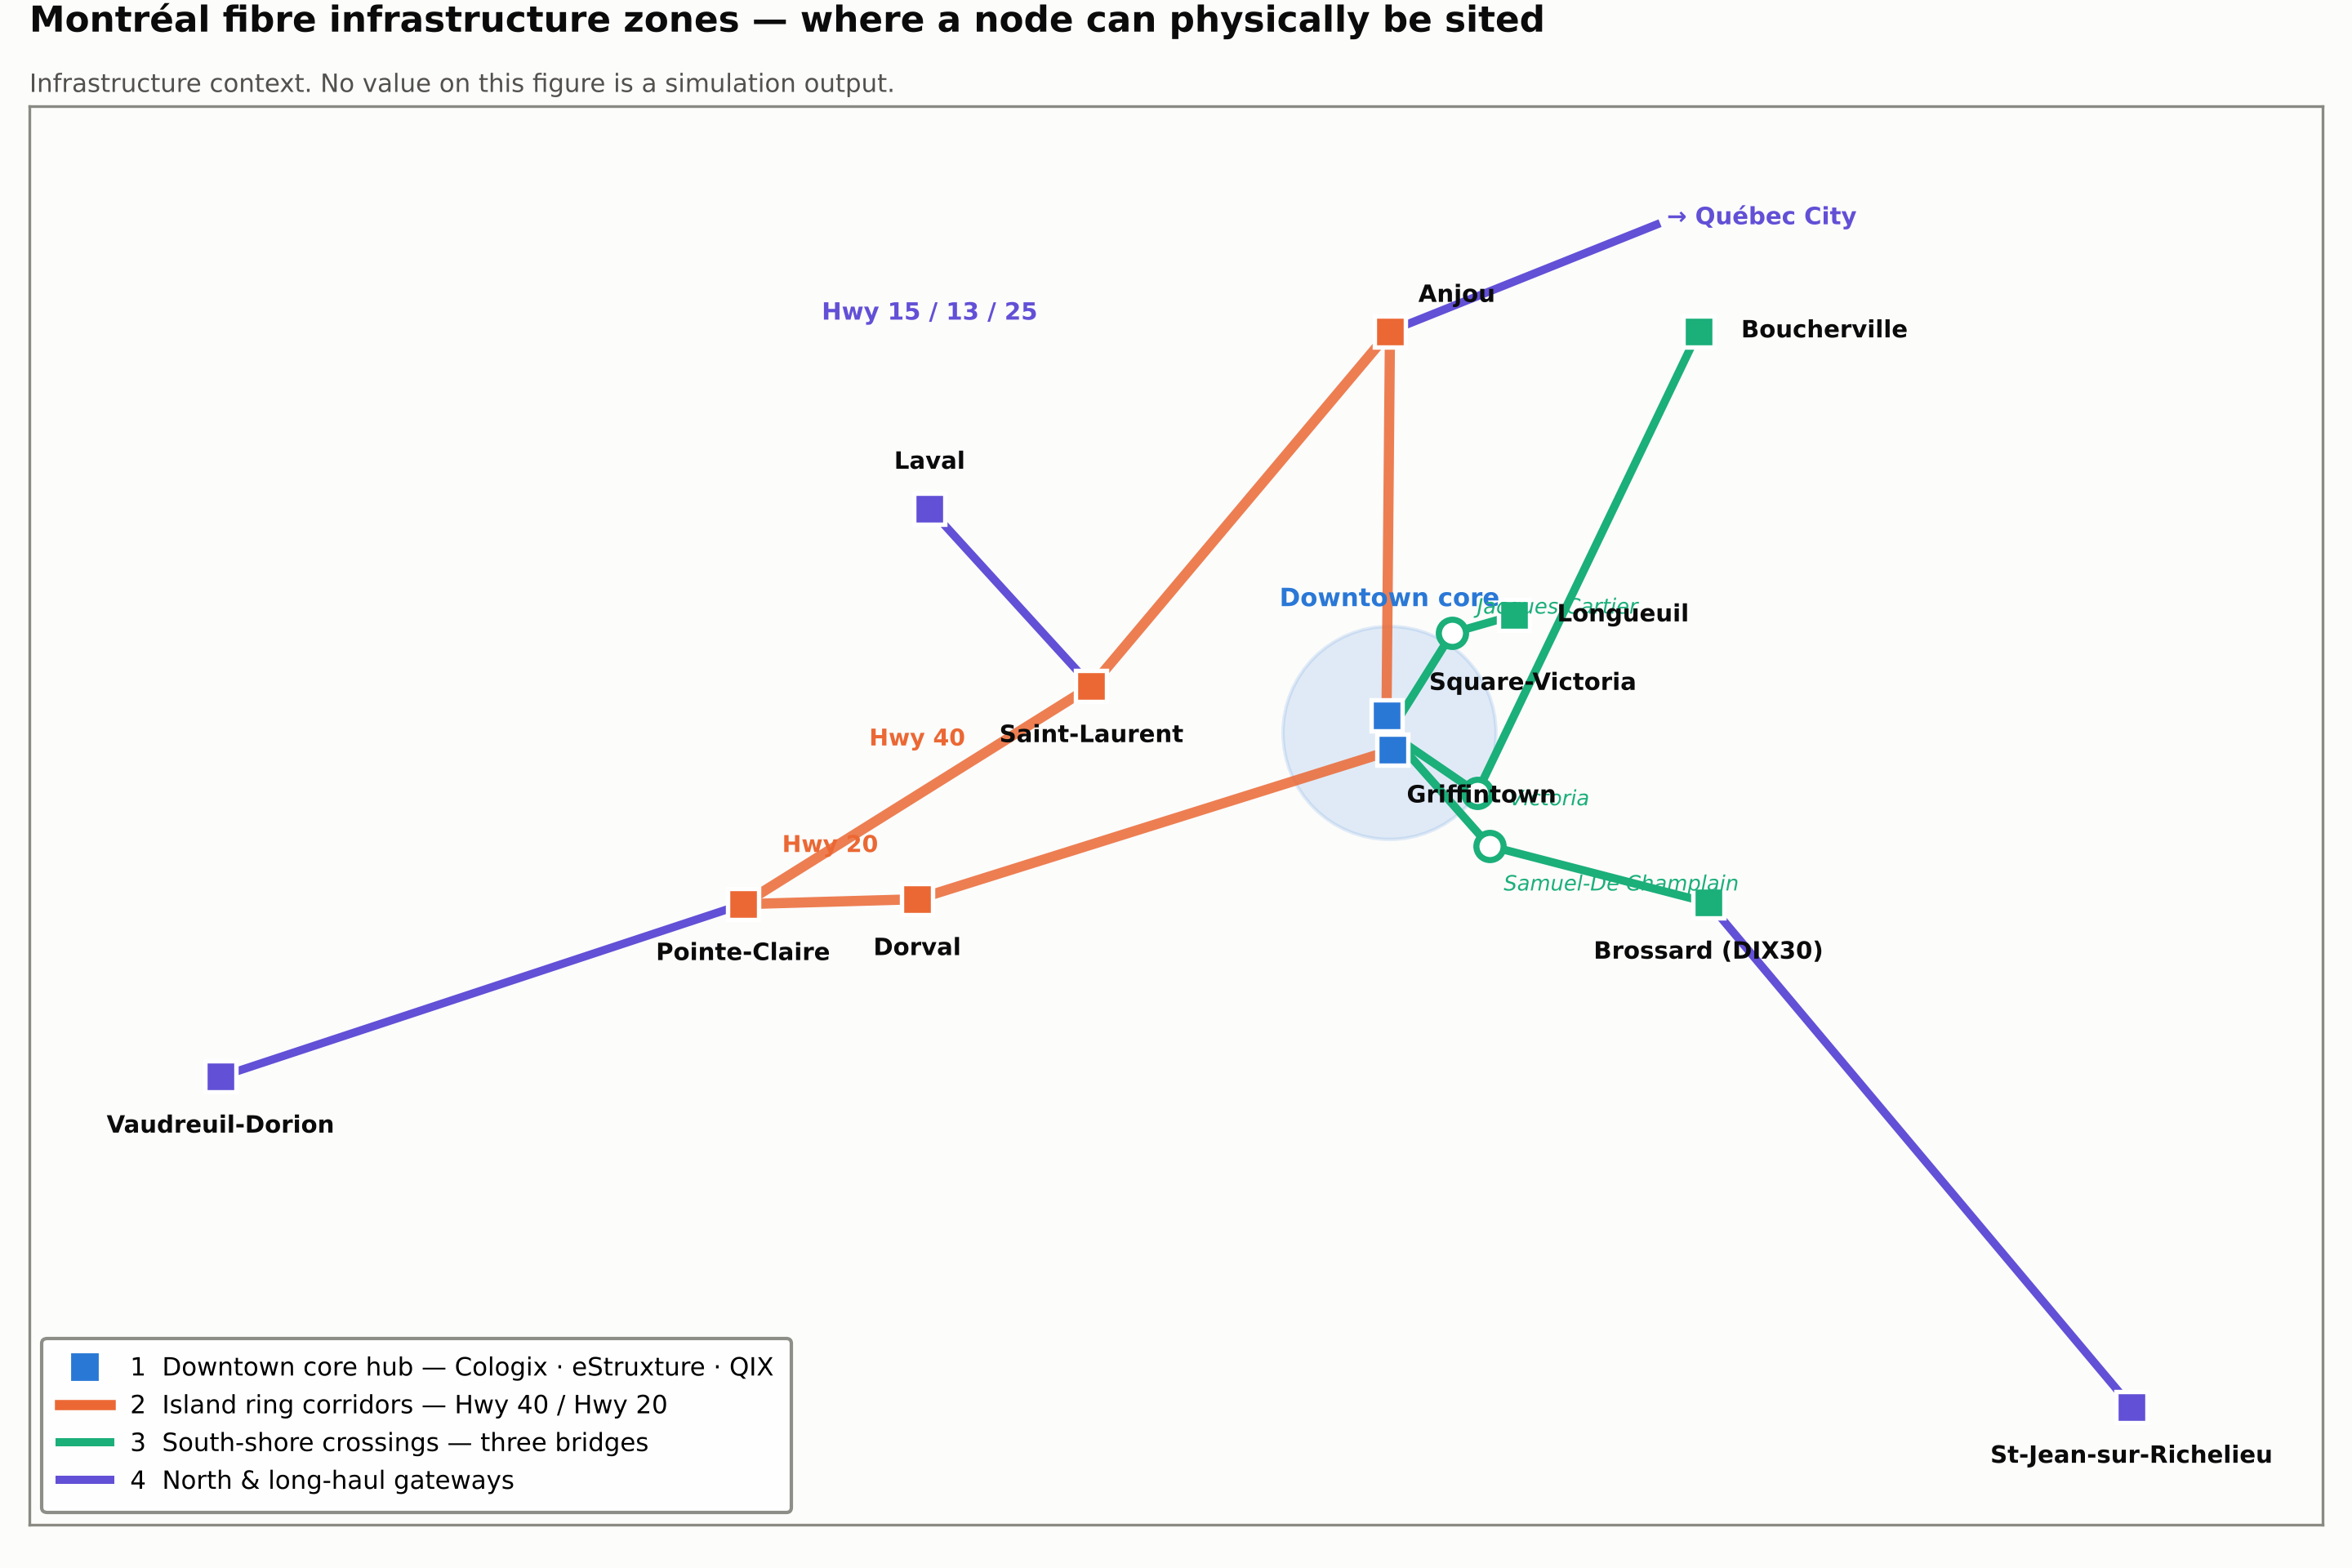 Montréal fibre infrastructure zones — where a node can physically be sited
Infrastructure context. No value on this figure is a simulation output.
→ Québec City
Anjou
Hwy 15 / 13 / 25
Boucherville
Laval
Downtown core
Jacques-Cartier
Longueuil
Square-Victoria
Saint-Laurent
Hwy 40
Griffintown
Victoria
Hwy 20
Samuel-De Champlain
Pointe-Claire
Dorval
Brossard (DIX30)
Vaudreuil-Dorion
St-Jean-sur-Richelieu
1 Downtown core hub — Cologix · eStruxture · QIX
2 Island ring corridors — Hwy 40 / Hwy 20
3 South-shore crossings — three bridges
4 North & long-haul gateways